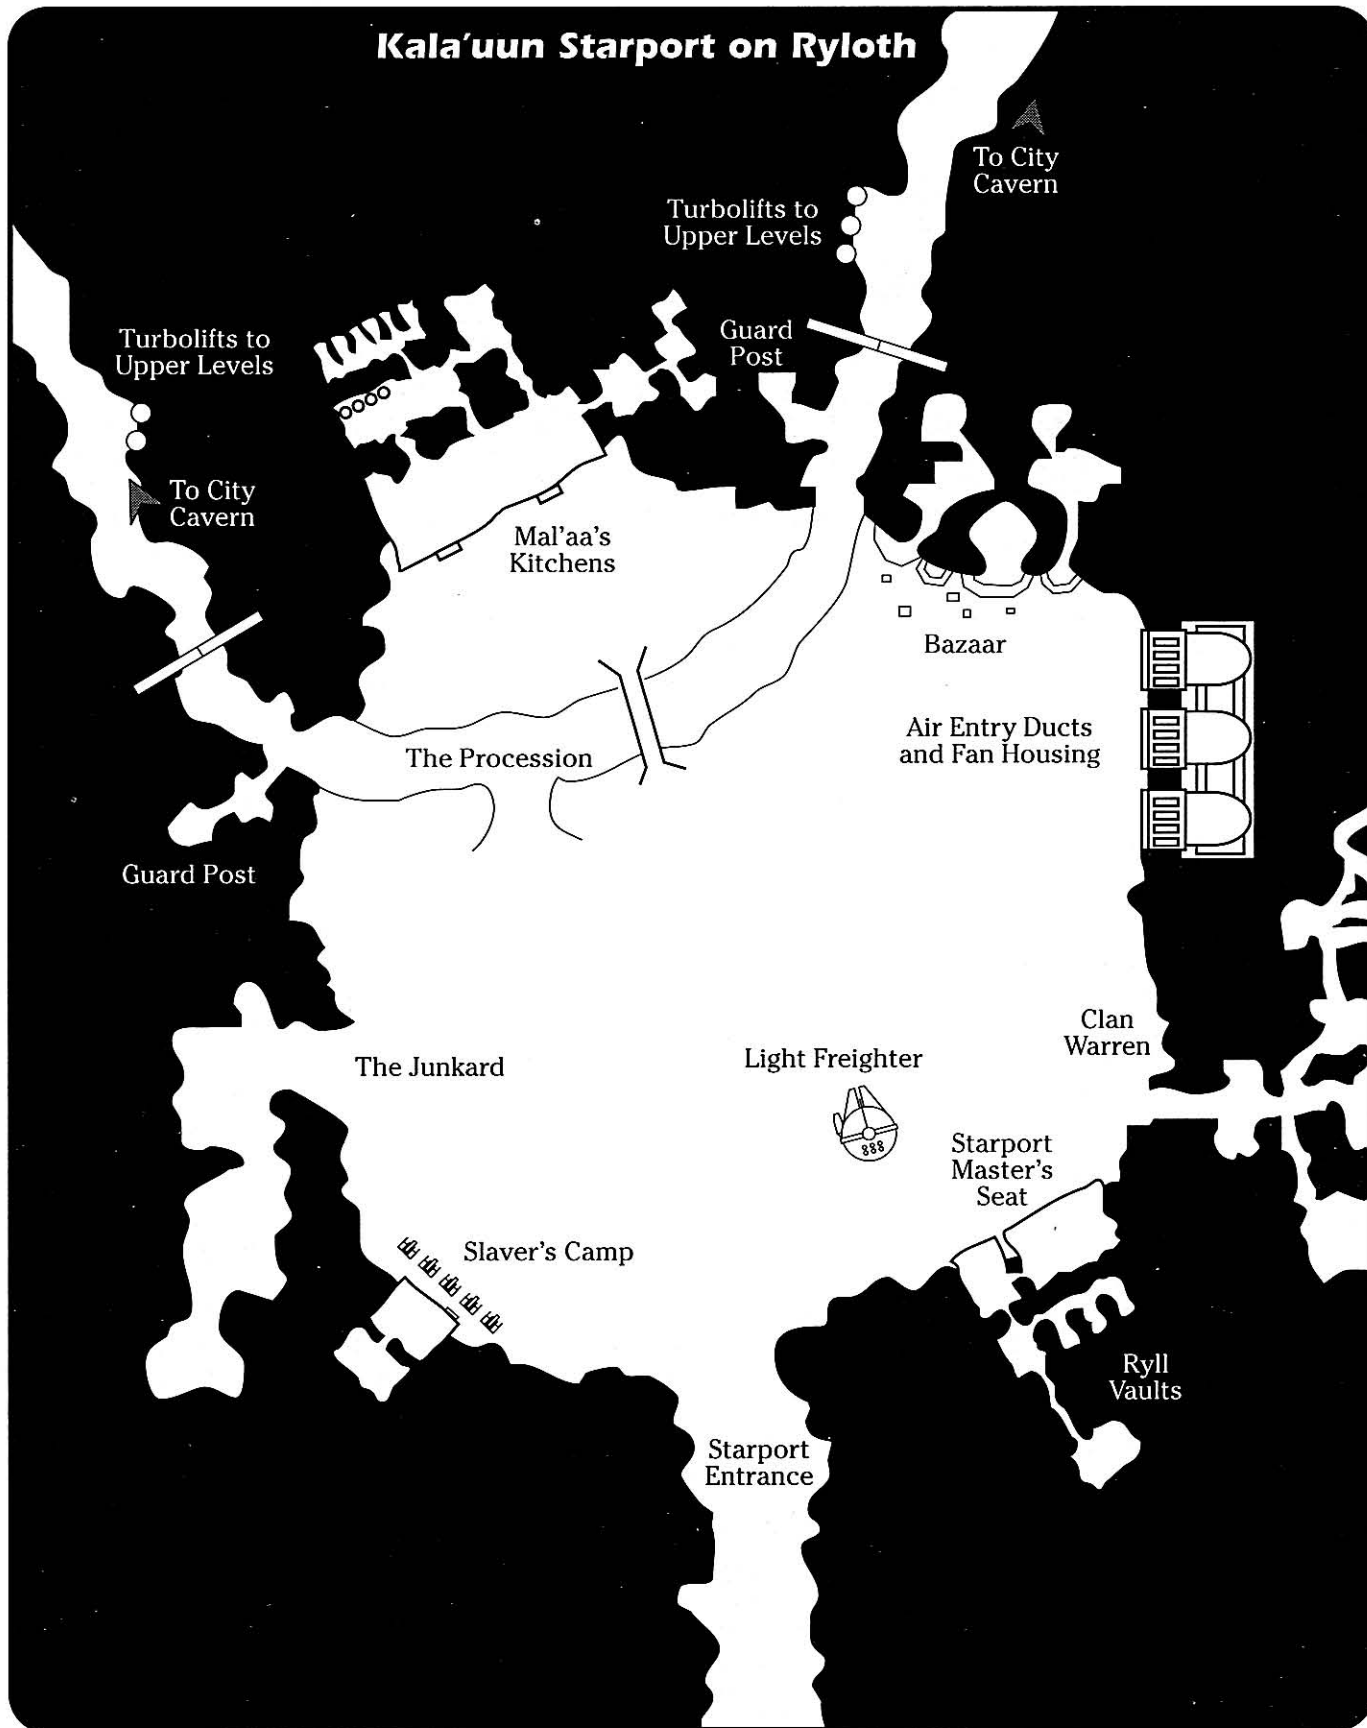 Kala'uun Starport on Ryloth
To City
Cavern
Turbolifts to
Upper Levels
Guard
Post
Turbolifts to
Upper Levels
To City
Cavern
Mal'aa's
Kitchens
Bazaar
The Procession
Air Entry Ducts
and Fan Housing
Guard Post
Clan
Warren
The Junkard
Light Freighter
Starport
Master's
Seat
Slaver's Camp
Ryll
Vaults
Starport
Entrance